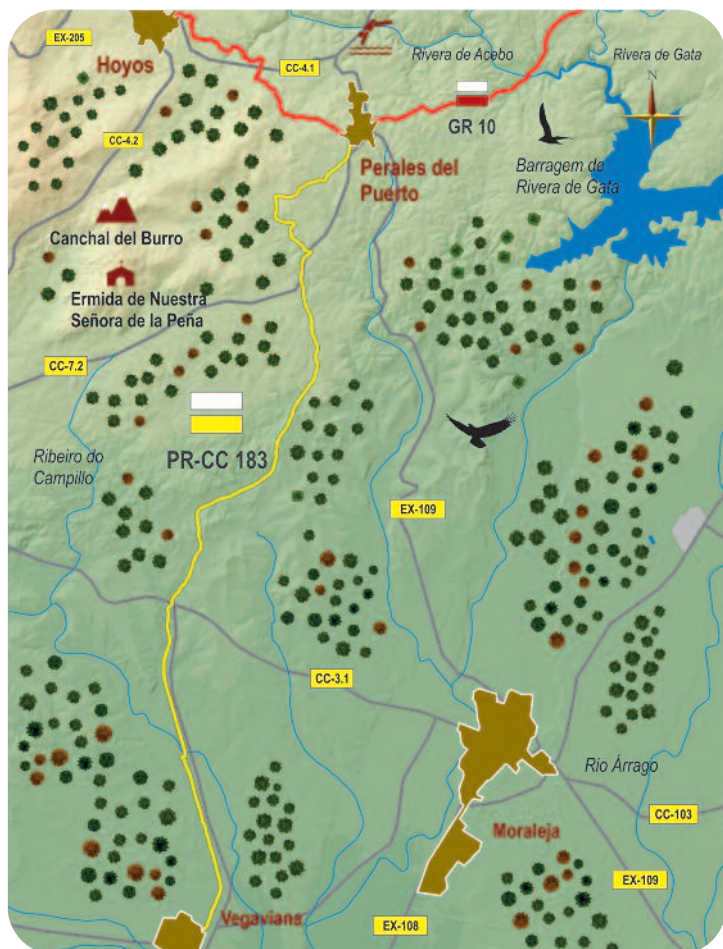 EX-205
Hoyos
CC-4.1
Rivera de Acebo
Rivera de Gata
N
GR 10
CC-4.2
Perales del
Puerto
Barragem de
Rivera de Gata
Canchal del Burro
Ermida de Nuestra
Señora de la Peña
CC-7.2
PR-CC 183
Ribeiro do
Campillo
EX-109
CC-3.1
Rio Árrago
CC-103
Moraleja
EX-109
Vegaviana
EX-108